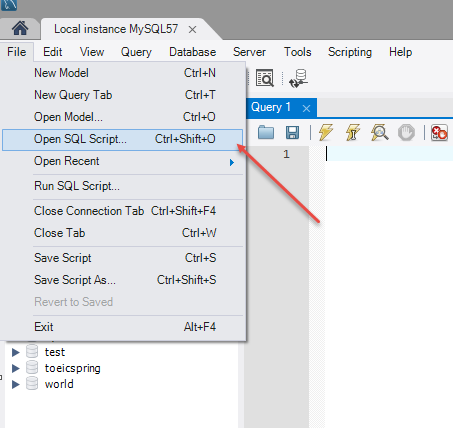 Local instance MySQL57 ×
File Edit View Query Database Server Tools Scripting Help
New Model Ctrl+N
New Query Tab Ctrl+T
Open Model... Ctrl+O
Open SQL Script... Ctrl+Shift+O
Open Recent
Run SQL Script...
Close Connection Tab Ctrl+Shift+F4
Close Tab Ctrl+W
Save Script Ctrl+S
Save Script As... Ctrl+Shift+S
Revert to Saved
Exit Alt+F4
Query 1 ×
1
test
toeicspring
world